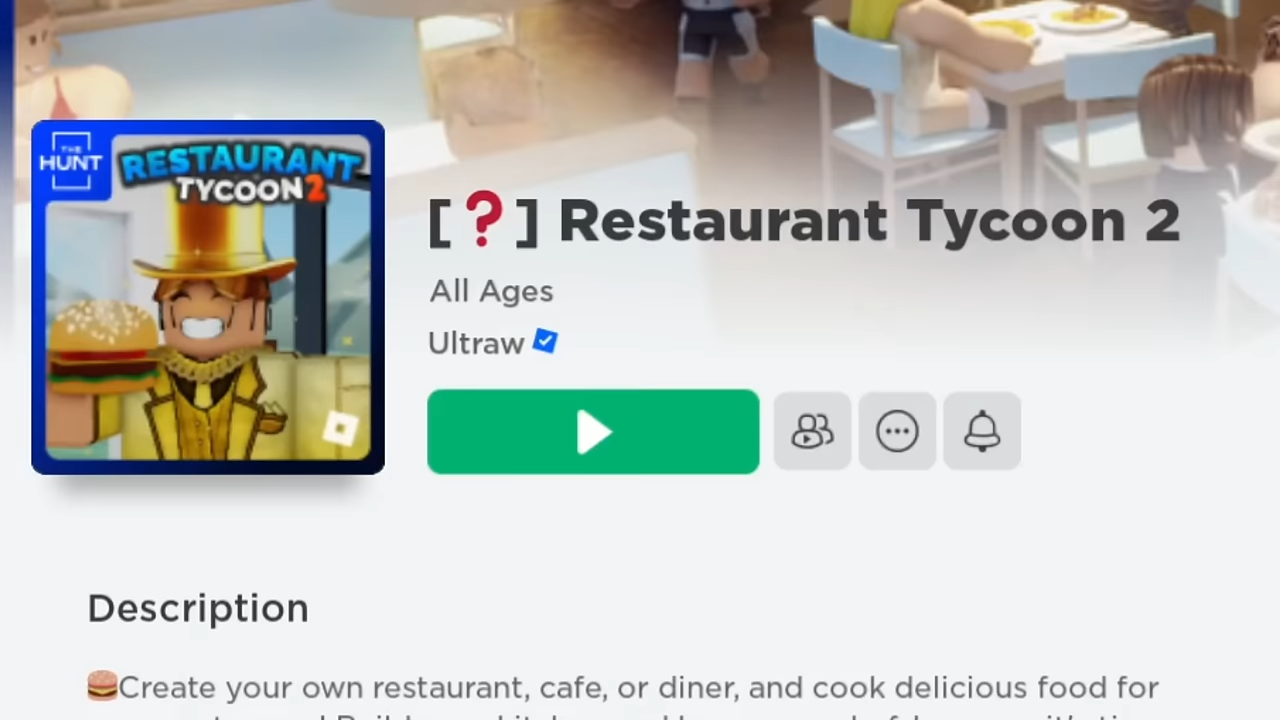 THE
HUNT
RESTAURANT
TYCOON 2
[❓] Restaurant Tycoon 2
All Ages
Ultraw
Description
🍔Create your own restaurant, cafe, or diner, and cook delicious food for